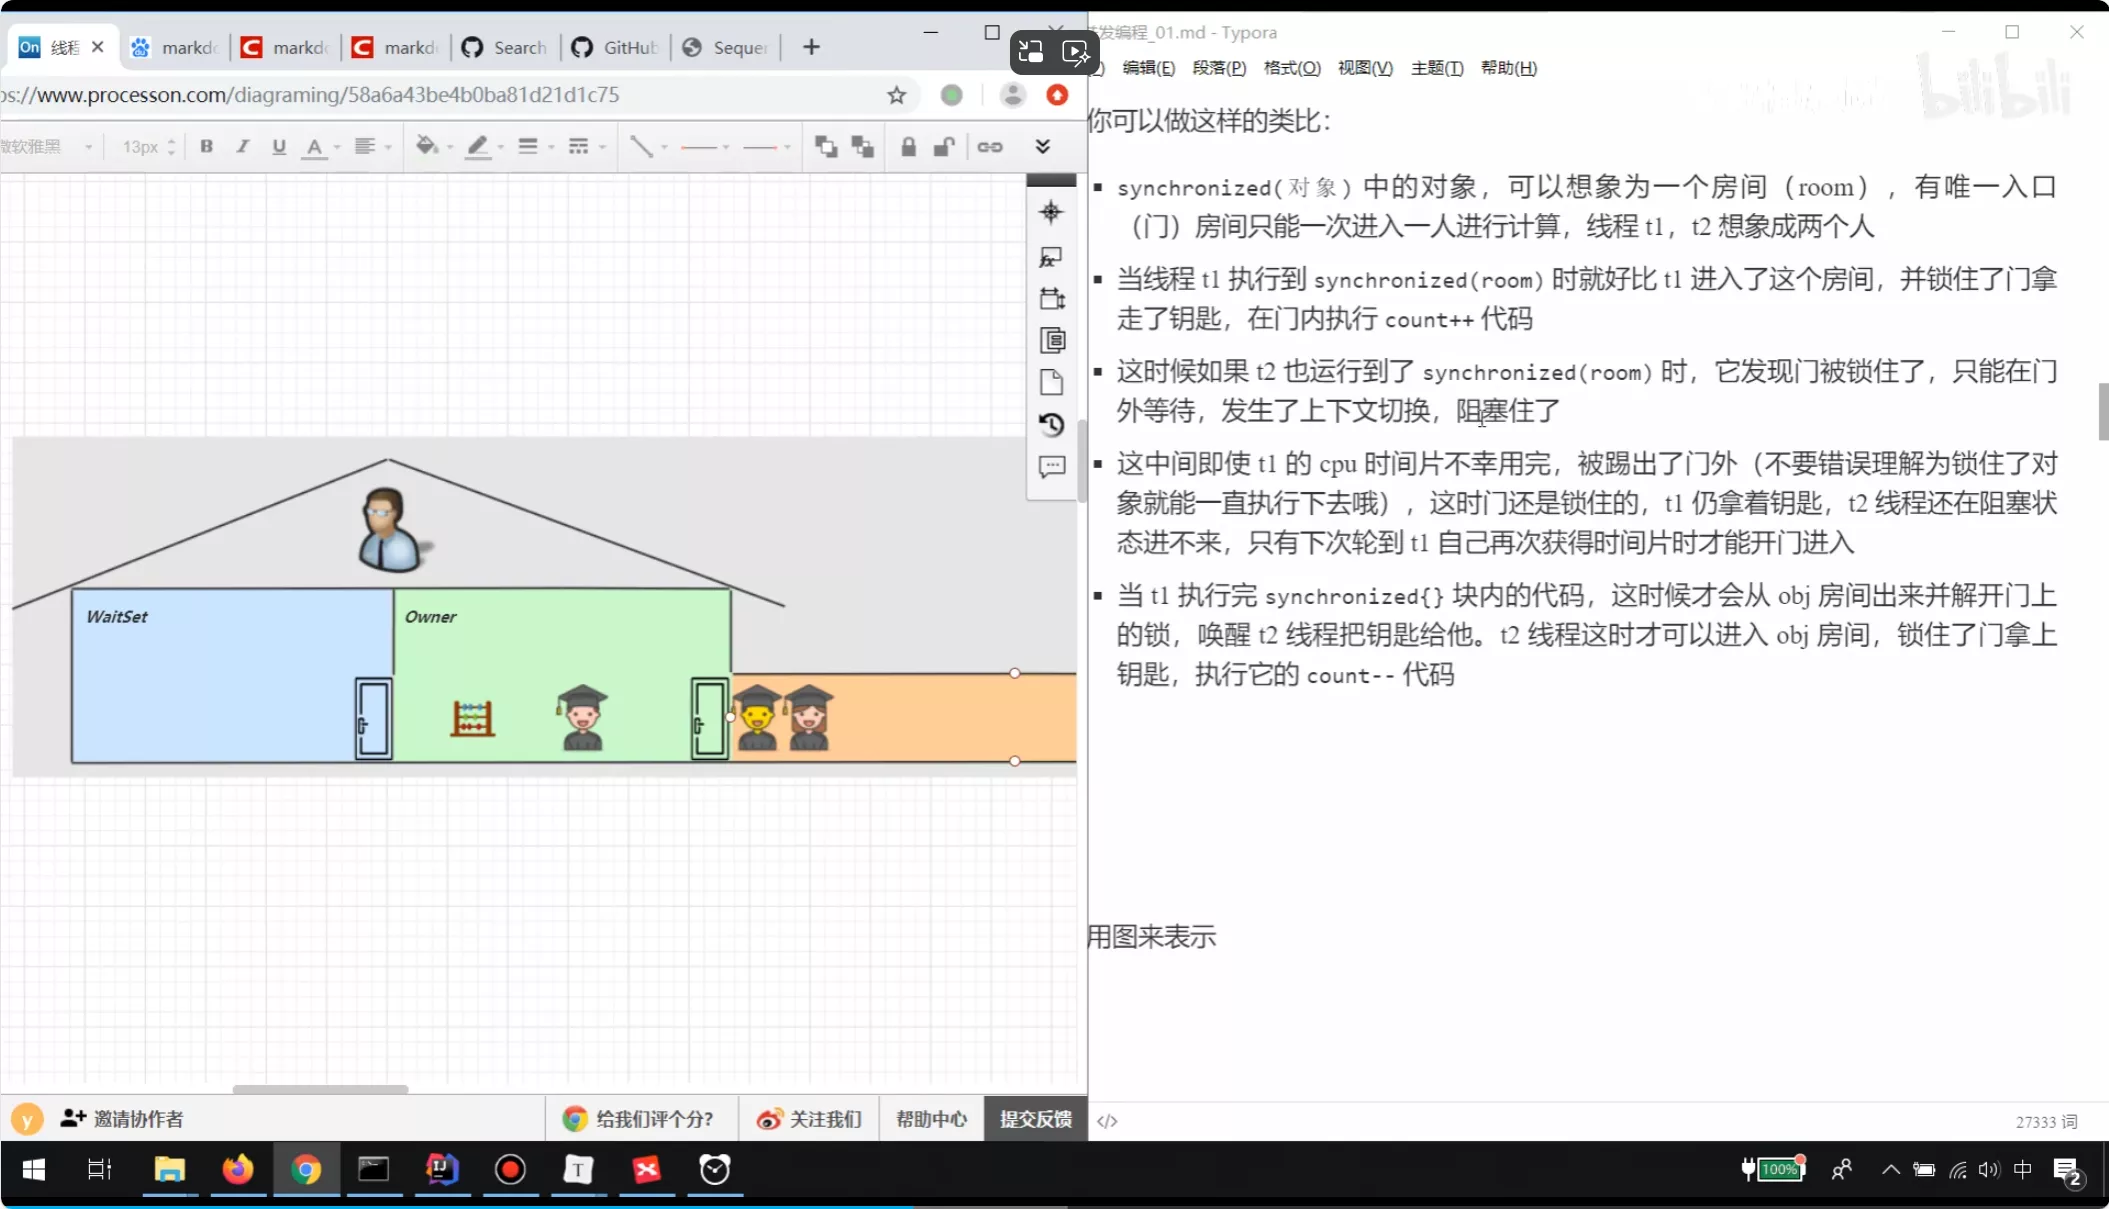 线程
markdo
markdo
markd
Search
GitHub
Sequer
发编程_01.md - Typora
编辑(E) 段落(P) 格式(O) 视图(V) 主题(T) 帮助(H)
os://www.processon.com/diagraming/58a6a43be4b0ba81d21d1c75
微软雅黑 13px B I U A
bilibili
你可以做这样的类比：
synchronized(对象) 中的对象，可以想象为一个房间（room），有唯一入口
（门）房间只能一次进入一人进行计算，线程 t1，t2 想象成两个人
当线程 t1 执行到 synchronized(room) 时就好比 t1 进入了这个房间，并锁住了门拿
走了钥匙，在门内执行 count++ 代码
这时候如果 t2 也运行到了 synchronized(room) 时，它发现门被锁住了，只能在门
外等待，发生了上下文切换，阻塞住了
这中间即使 t1 的 cpu 时间片不幸用完，被踢出了门外（不要错误理解为锁住了对
象就能一直执行下去哦），这时门还是锁住的，t1 仍拿着钥匙，t2 线程还在阻塞状
态进不来，只有下次轮到 t1 自己再次获得时间片时才能开门进入
当 t1 执行完 synchronized{} 块内的代码，这时候才会从 obj 房间出来并解开门上
的锁，唤醒 t2 线程把钥匙给他。t2 线程这时才可以进入 obj 房间，锁住了门拿上
钥匙，执行它的 count-- 代码
用图来表示
WaitSet
Owner
y 邀请协作者
给我们评个分?
关注我们
帮助中心
提交反馈
</>
27333 词
100%
中
2